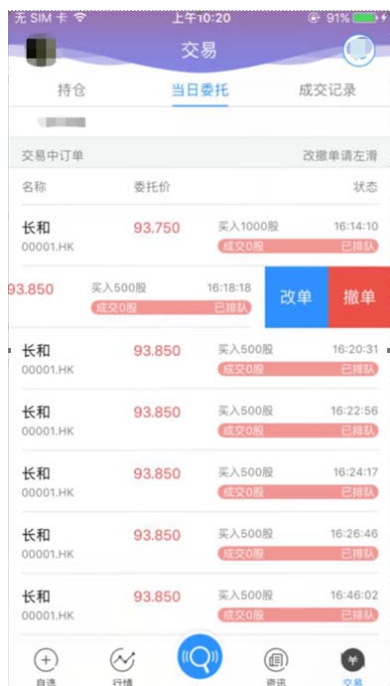 无 SIM 卡 上午10:20 91%
交易
持仓 当日委托 成交记录
交易中订单 改撤单请左滑
名称 委托价 状态
长和 93.750 买入1000股 16:14:10
00001.HK 成交0股 已排队
93.850 买入500股 16:18:18 改单 撤单
成交0股 已排队
长和 93.850 买入500股 16:20:31
00001.HK 成交0股 已排队
长和 93.850 买入500股 16:22:56
00001.HK 成交0股 已排队
长和 93.850 买入500股 16:24:17
00001.HK 成交0股 已排队
长和 93.850 买入500股 16:26:46
00001.HK 成交0股 已排队
长和 93.850 买入500股 16:46:02
00001.HK 成交0股 已排队
自选 行情 资讯 交易